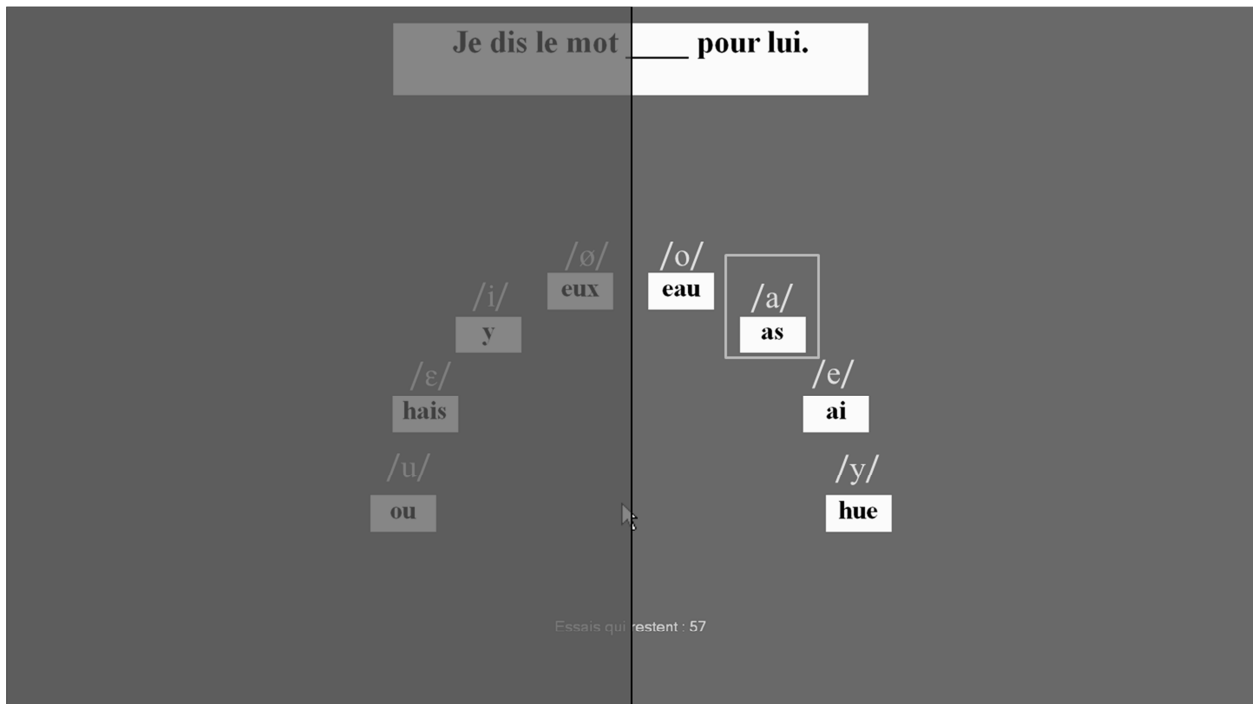 Je dis le mot ____ pour lui.
/ø/
eux
/o/
eau
/i/
y
/a/
as
/ɛ/
hais
/e/
ai
/u/
ou
/y/
hue
Essais qui restent : 57